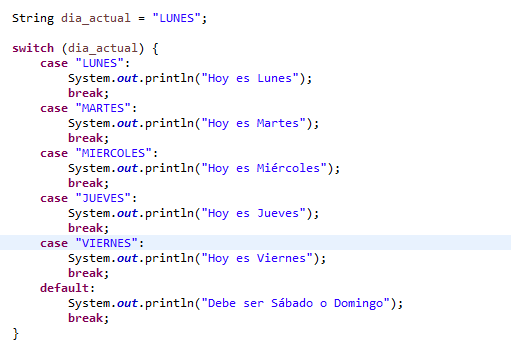 String dia_actual = "LUNES";
switch (dia_actual) {
case "LUNES":
System.out.println("Hoy es Lunes");
break;
case "MARTES":
System.out.println("Hoy es Martes");
break;
case "MIERCOLES":
System.out.println("Hoy es Miércoles");
break;
case "JUEVES":
System.out.println("Hoy es Jueves");
break;
case "VIERNES":
System.out.println("Hoy es Viernes");
break;
default:
System.out.println("Debe ser Sábado o Domingo");
break;
}